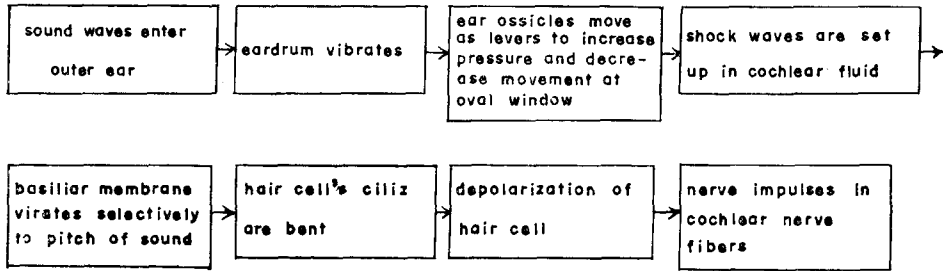 sound waves enter
outer ear
eardrum vibrates
ear ossicles move
as levers to increase
pressure and decre-
ase movement at
oval window
shock waves are set
up in cochlear fluid
basiliar membrane
virates selectively
to pitch of sound
hair cell's ciliz
are bent
depolarization of
hair cell
nerve impulses in
cochlear nerve
fibers